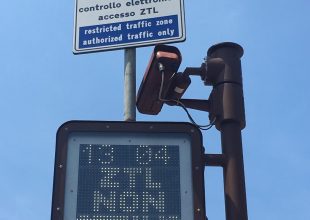 controllo elettronico
accesso ZTL
restricted traffic zone
authorized traffic only
13 04
ZTL
NON